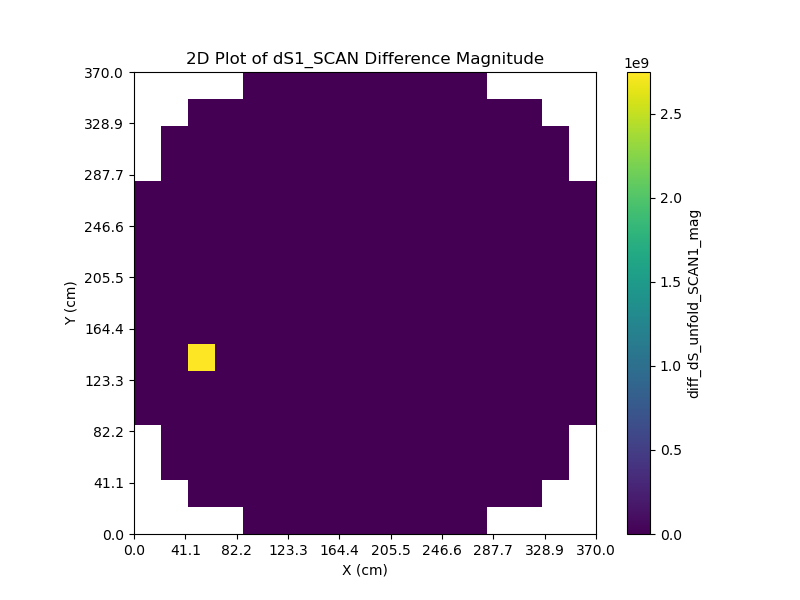 2D Plot of dS1_SCAN Difference Magnitude
1e9
370.0
328.9
287.7
246.6
205.5
164.4
123.3
82.2
41.1
0.0
Y (cm)
0.0 41.1 82.2 123.3 164.4 205.5 246.6 287.7 328.9 370.0
X (cm)
2.5
2.0
1.5
1.0
0.5
0.0
diff_dS_unfold_SCAN1_mag